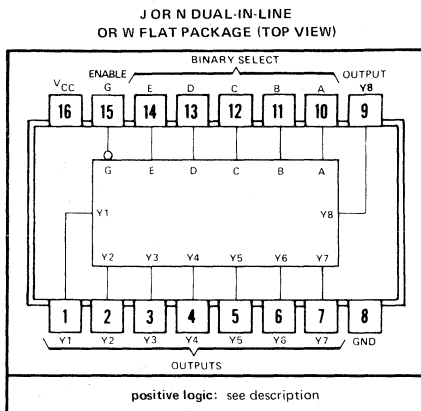 J OR N DUAL-IN-LINE
OR W FLAT PACKAGE (TOP VIEW)
BINARY SELECT
ENABLE OUTPUT
VCC G E D C B A Y8
16 15 14 13 12 11 10 9
G E D C B A
Y1 Y8
Y2 Y3 Y4 Y5 Y6 Y7
1 2 3 4 5 6 7 8
Y1 Y2 Y3 Y4 Y5 Y6 Y7 GND
OUTPUTS
positive logic: see description